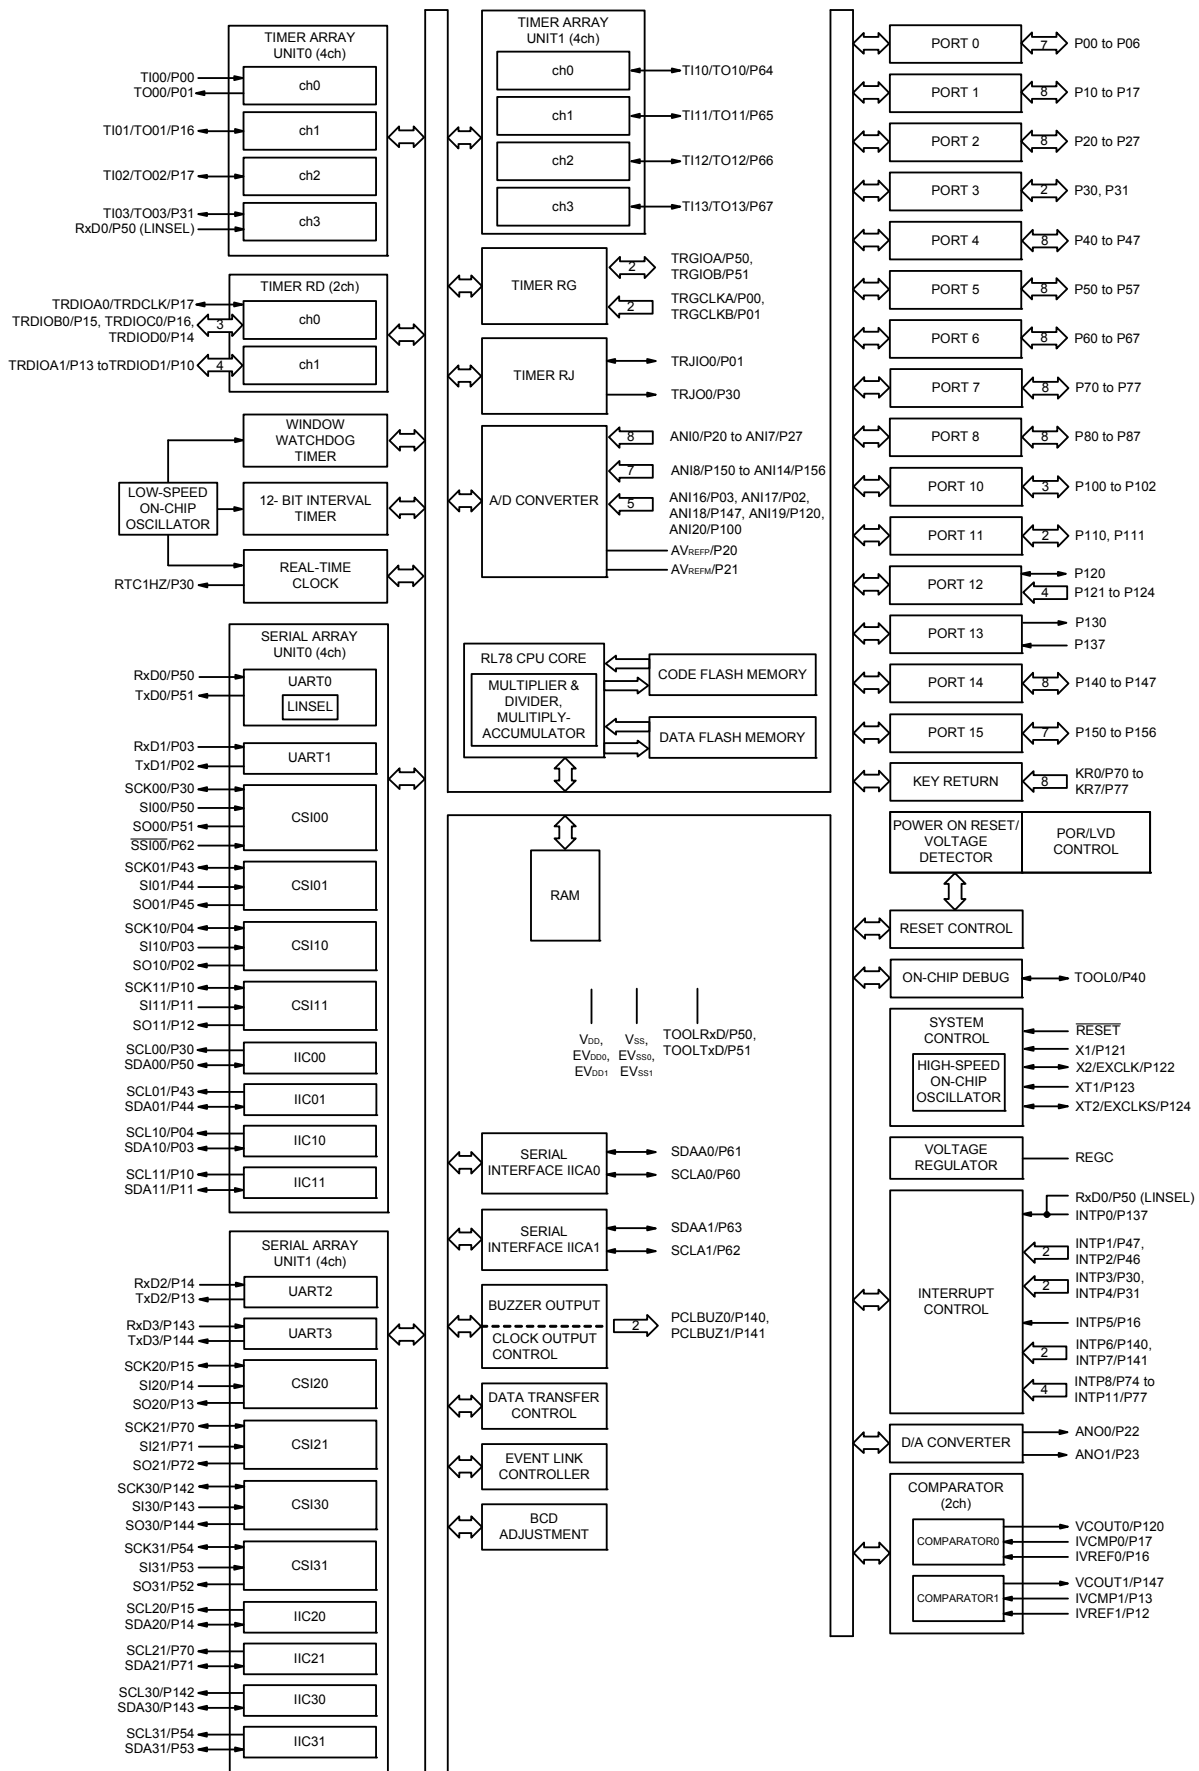 TIMER ARRAY
UNIT0 (4ch)
TI00/P00
TO00/P01
ch0
TI01/TO01/P16
ch1
TI02/TO02/P17
ch2
TI03/TO03/P31
RxD0/P50 (LINSEL)
ch3
TIMER RD (2ch)
TRDIOA0/TRDCLK/P17
TRDIOB0/P15, TRDIOC0/P16,
TRDIOD0/P14
3
ch0
TRDIOA1/P13 toTRDIOD1/P10
4
ch1
WINDOW
WATCHDOG
TIMER
LOW-SPEED
ON-CHIP
OSCILLATOR
12- BIT INTERVAL
TIMER
RTC1HZ/P30
REAL-TIME
CLOCK
SERIAL ARRAY
UNIT0 (4ch)
RxD0/P50
TxD0/P51
UART0
LINSEL
RxD1/P03
TxD1/P02
UART1
SCK00/P30
SI00/P50
SO00/P51
SSI00/P62
CSI00
SCK01/P43
SI01/P44
SO01/P45
CSI01
SCK10/P04
SI10/P03
SO10/P02
CSI10
SCK11/P10
SI11/P11
SO11/P12
CSI11
SCL00/P30
SDA00/P50
IIC00
SCL01/P43
SDA01/P44
IIC01
SCL10/P04
SDA10/P03
IIC10
SCL11/P10
SDA11/P11
IIC11
SERIAL ARRAY
UNIT1 (4ch)
RxD2/P14
TxD2/P13
UART2
RxD3/P143
TxD3/P144
UART3
SCK20/P15
SI20/P14
SO20/P13
CSI20
SCK21/P70
SI21/P71
SO21/P72
CSI21
SCK30/P142
SI30/P143
SO30/P144
CSI30
SCK31/P54
SI31/P53
SO31/P52
CSI31
SCL20/P15
SDA20/P14
IIC20
SCL21/P70
SDA21/P71
IIC21
SCL30/P142
SDA30/P143
IIC30
SCL31/P54
SDA31/P53
IIC31
TIMER ARRAY
UNIT1 (4ch)
ch0
TI10/TO10/P64
ch1
TI11/TO11/P65
ch2
TI12/TO12/P66
ch3
TI13/TO13/P67
TIMER RG
2
TRGIOA/P50,
TRGIOB/P51
2
TRGCLKA/P00,
TRGCLKB/P01
TIMER RJ
TRJIO0/P01
TRJO0/P30
A/D CONVERTER
8
ANI0/P20 to ANI7/P27
7
ANI8/P150 to ANI14/P156
5
ANI16/P03, ANI17/P02,
ANI18/P147, ANI19/P120,
ANI20/P100
AVREFP/P20
AVREFM/P21
RL78 CPU CORE
MULTIPLIER &
DIVIDER,
MULITIPLY-
ACCUMULATOR
CODE FLASH MEMORY
DATA FLASH MEMORY
RAM
VDD,
EVDD0,
EVDD1
VSS,
EVSS0,
EVSS1
TOOLRxD/P50,
TOOLTxD/P51
SERIAL
INTERFACE IICA0
SDAA0/P61
SCLA0/P60
SERIAL
INTERFACE IICA1
SDAA1/P63
SCLA1/P62
BUZZER OUTPUT
CLOCK OUTPUT
CONTROL
2
PCLBUZ0/P140,
PCLBUZ1/P141
DATA TRANSFER
CONTROL
EVENT LINK
CONTROLLER
BCD
ADJUSTMENT
PORT 0
7
P00 to P06
PORT 1
8
P10 to P17
PORT 2
8
P20 to P27
PORT 3
2
P30, P31
PORT 4
8
P40 to P47
PORT 5
8
P50 to P57
PORT 6
8
P60 to P67
PORT 7
8
P70 to P77
PORT 8
8
P80 to P87
PORT 10
3
P100 to P102
PORT 11
2
P110, P111
PORT 12
P120
4
P121 to P124
PORT 13
P130
P137
PORT 14
8
P140 to P147
PORT 15
7
P150 to P156
KEY RETURN
8
KR0/P70 to
KR7/P77
POWER ON RESET/
VOLTAGE
DETECTOR
POR/LVD
CONTROL
RESET CONTROL
ON-CHIP DEBUG
TOOL0/P40
SYSTEM
CONTROL
HIGH-SPEED
ON-CHIP
OSCILLATOR
RESET
X1/P121
X2/EXCLK/P122
XT1/P123
XT2/EXCLKS/P124
VOLTAGE
REGULATOR
REGC
INTERRUPT
CONTROL
RxD0/P50 (LINSEL)
INTP0/P137
2
INTP1/P47,
INTP2/P46
2
INTP3/P30,
INTP4/P31
INTP5/P16
2
INTP6/P140,
INTP7/P141
4
INTP8/P74 to
INTP11/P77
D/A CONVERTER
ANO0/P22
ANO1/P23
COMPARATOR
(2ch)
COMPARATOR0
VCOUT0/P120
IVCMP0/P17
IVREF0/P16
COMPARATOR1
VCOUT1/P147
IVCMP1/P13
IVREF1/P12